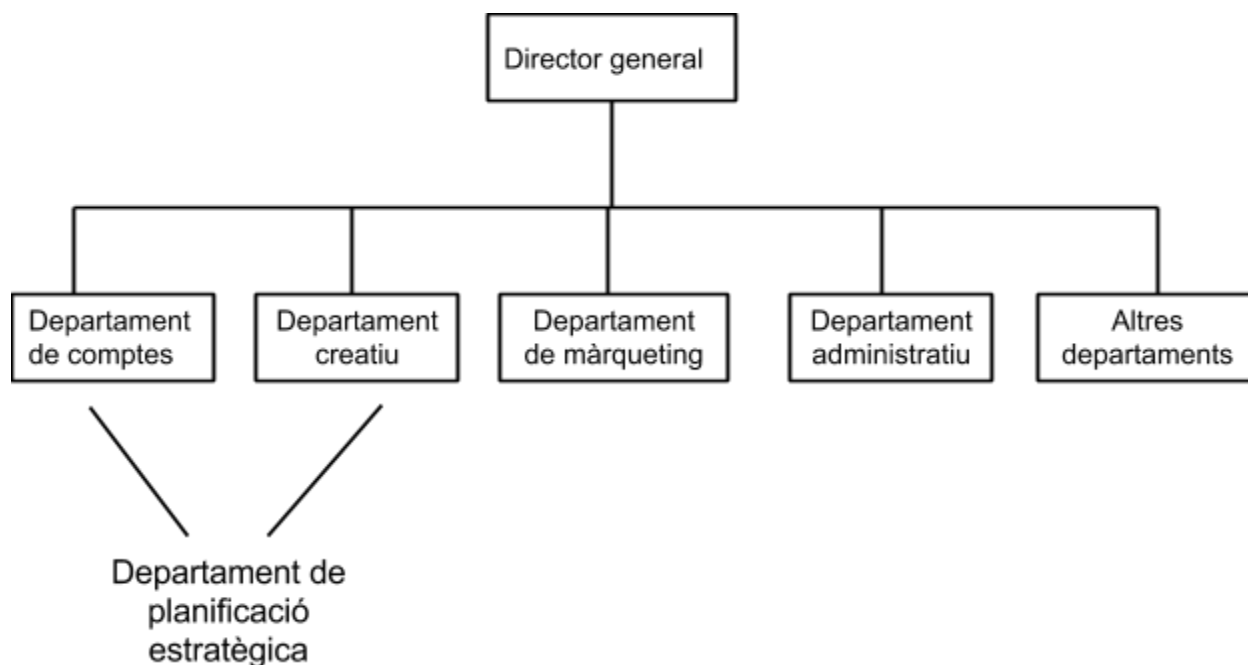 Director general
Departament
de comptes
Departament
creatiu
Departament
de màrqueting
Departament
administratiu
Altres
departaments
Departament de
planificació
estratègica